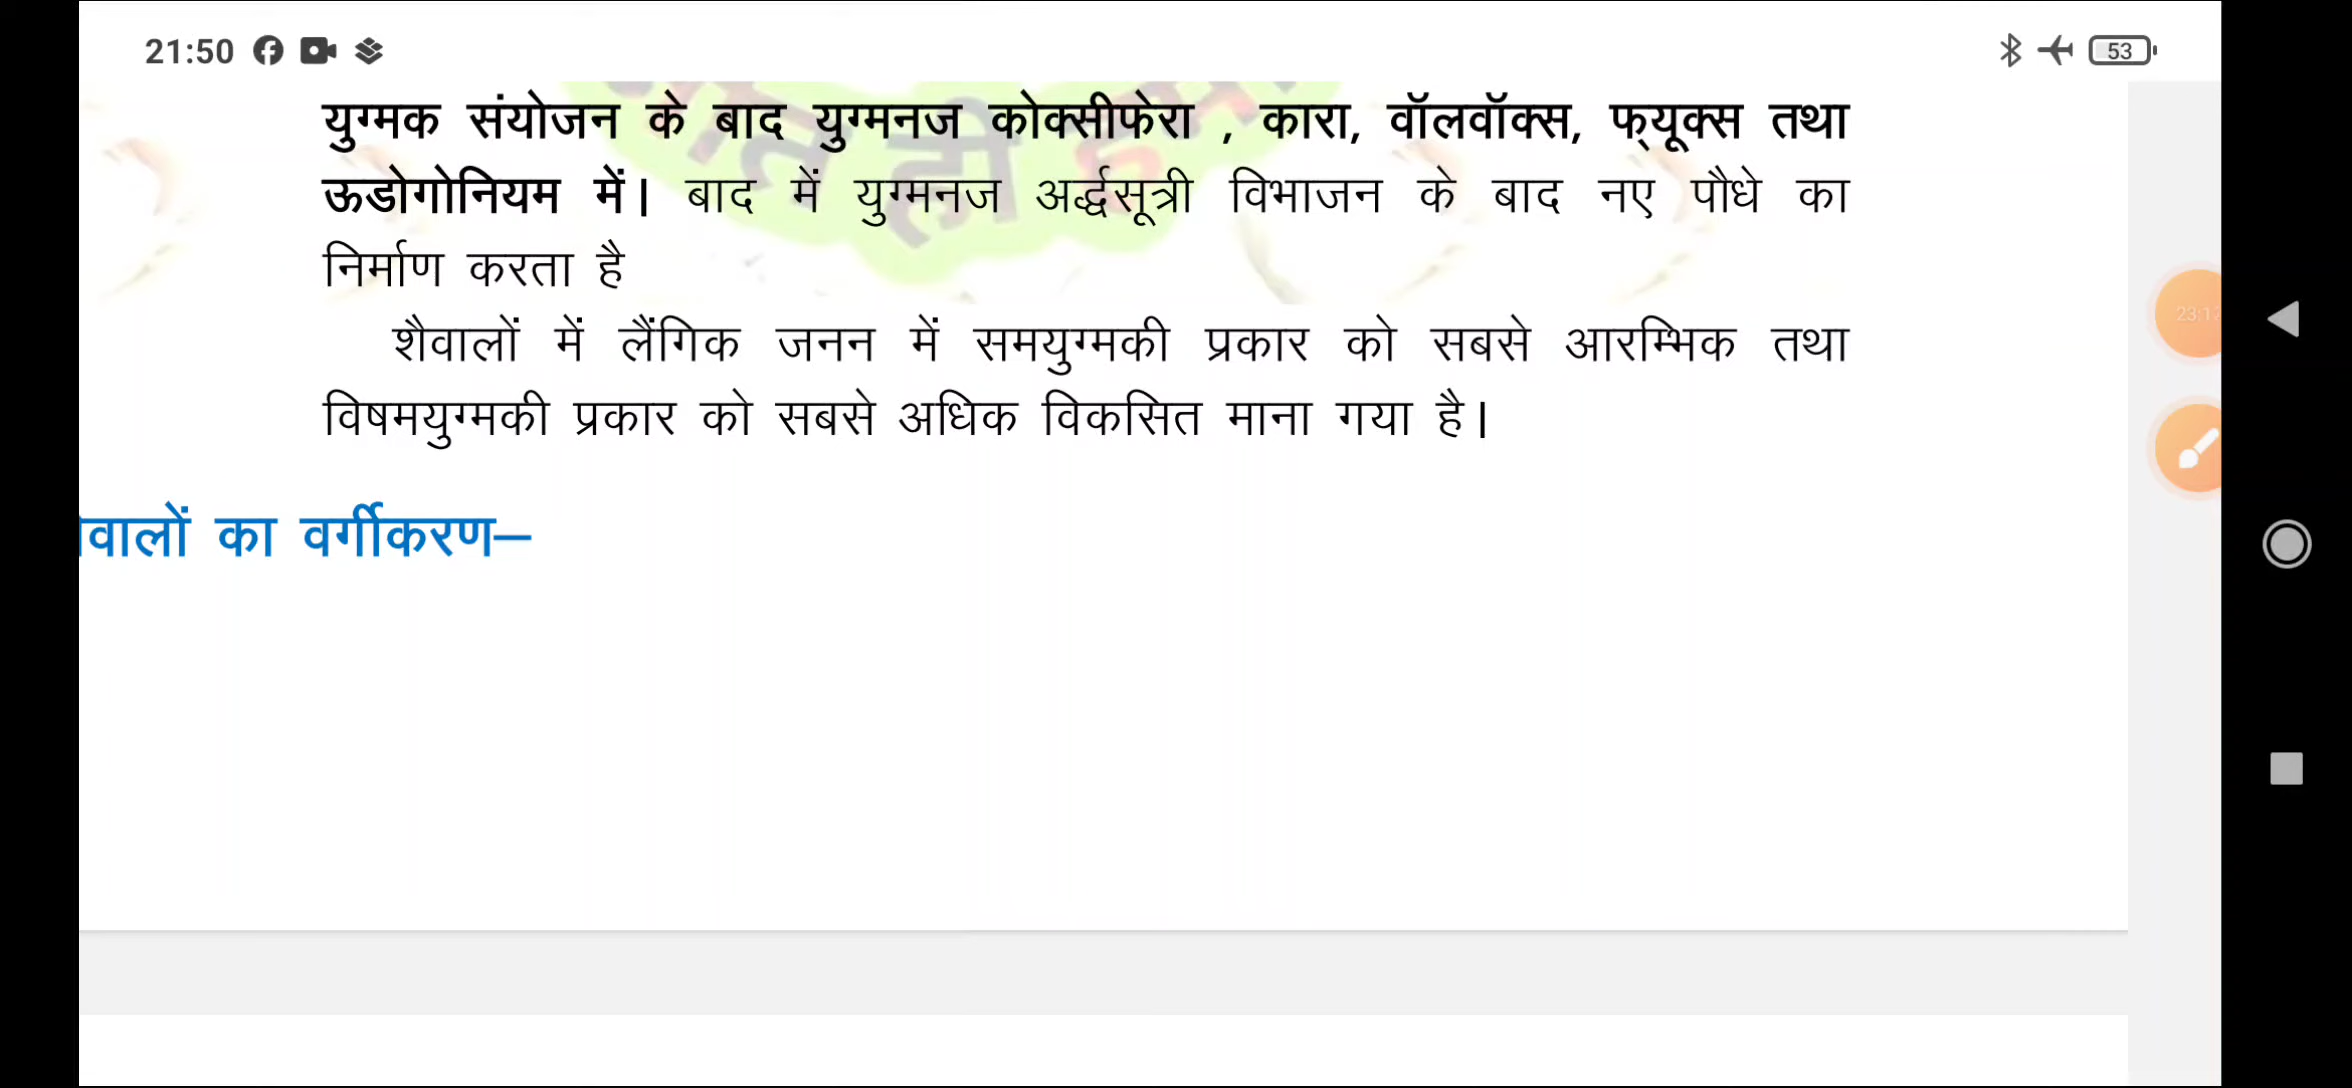 21:50
53
युग्मक संयोजन के बाद युग्मनज कोक्सीफेरा , कारा, वॉलवॉक्स, फ्यूक्स तथा
ऊडोगोनियम में। बाद में युग्मनज अर्द्धसूत्री विभाजन के बाद नए पौधे का
निर्माण करता है
शैवालों में लैंगिक जनन में समयुग्मकी प्रकार को सबसे आरम्भिक तथा
विषमयुग्मकी प्रकार को सबसे अधिक विकसित माना गया है।
वालों का वर्गीकरण–